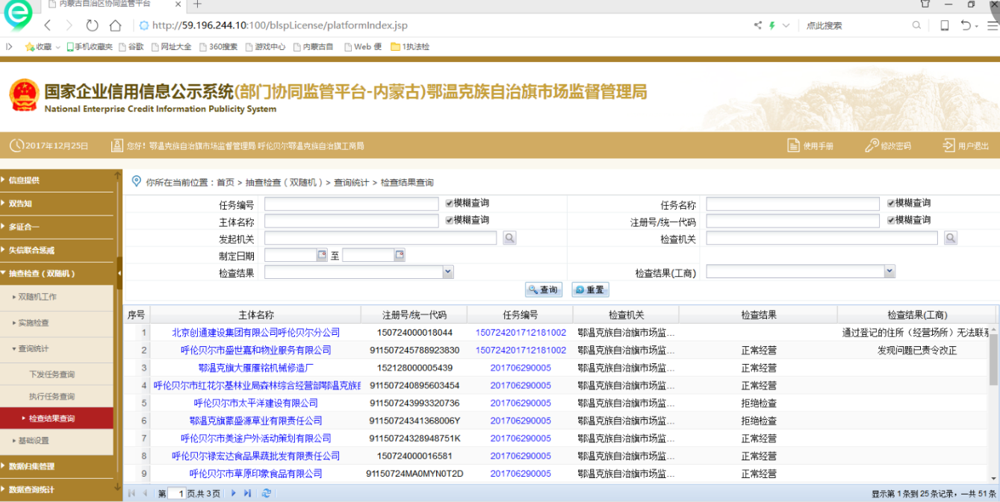 内蒙古自治区协同监管平台
http://59.196.244.10:100/blspLicense/platformIndex.jsp
点此搜索
收藏 手机收藏夹 谷歌 网址大全 360搜索 游戏中心 内蒙古自 Web 便 1执法检
国家企业信用信息公示系统(部门协同监管平台-内蒙古)鄂温克族自治旗市场监督管理局
National Enterprise Credit Information Publicity System
2017年12月25日 您好！鄂温克族自治旗市场监督管理局 呼伦贝尔鄂温克族自治旗工商局 使用手册 修改密码 用户退出
信息提供
双告知
多证合一
失信联合惩戒
抽查检查（双随机）
双随机工作
实施检查
查询统计
下发任务查询
执行任务查询
检查结果查询
基础设置
数据归集管理
数据查询统计
你所在当前位置：首页 > 抽查检查（双随机）> 查询统计 > 检查结果查询
任务编号 模糊查询 任务名称 模糊查询
主体名称 模糊查询 注册号/统一代码 模糊查询
发起机关 检查机关
制定日期 至
检查结果 检查结果(工商)
查询 重置
序号 主体名称 注册号/统一代码 任务编号 检查机关 检查结果 检查结果(工商)
1 北京创通建设集团有限公司呼伦贝尔分公司 150724000018044 150724201712181002 鄂温克族自治旗市场监... 通过登记的住所（经营场所）无法联系
2 呼伦贝尔市盛世嘉和物业服务有限公司 911507245788923830 150724201712181002 鄂温克族自治旗市场监... 正常经营 发现问题已责令改正
3 鄂温克旗大雁雁铭机械修造厂 152128000005439 201706290005 鄂温克族自治旗市场监... 正常经营
4 呼伦贝尔市红花尔基林业局森林综合经营部鄂温克族自 911507240895603454 201706290005 鄂温克族自治旗市场监... 正常经营
5 呼伦贝尔市太平洋建设有限公司 911507243993320736 201706290005 鄂温克族自治旗市场监... 拒绝检查
6 鄂温克旗蒙盛源草业有限责任公司 91150724341368006Y 201706290005 鄂温克族自治旗市场监... 拒绝检查
7 呼伦贝尔市美途户外活动策划有限公司 91150724328948751K 201706290005 鄂温克族自治旗市场监... 正常经营
8 呼伦贝尔禄宏达食品果蔬批发有限责任公司 150724000016581 201706290005 鄂温克族自治旗市场监... 正常经营
9 呼伦贝尔市草原印象食品有限公司 91150724MA0MYN0T2D 201706290005 鄂温克族自治旗市场监... 正常经营
第 1 页,共 3 页 显示第 1 条到 25 条记录，一共 51 条